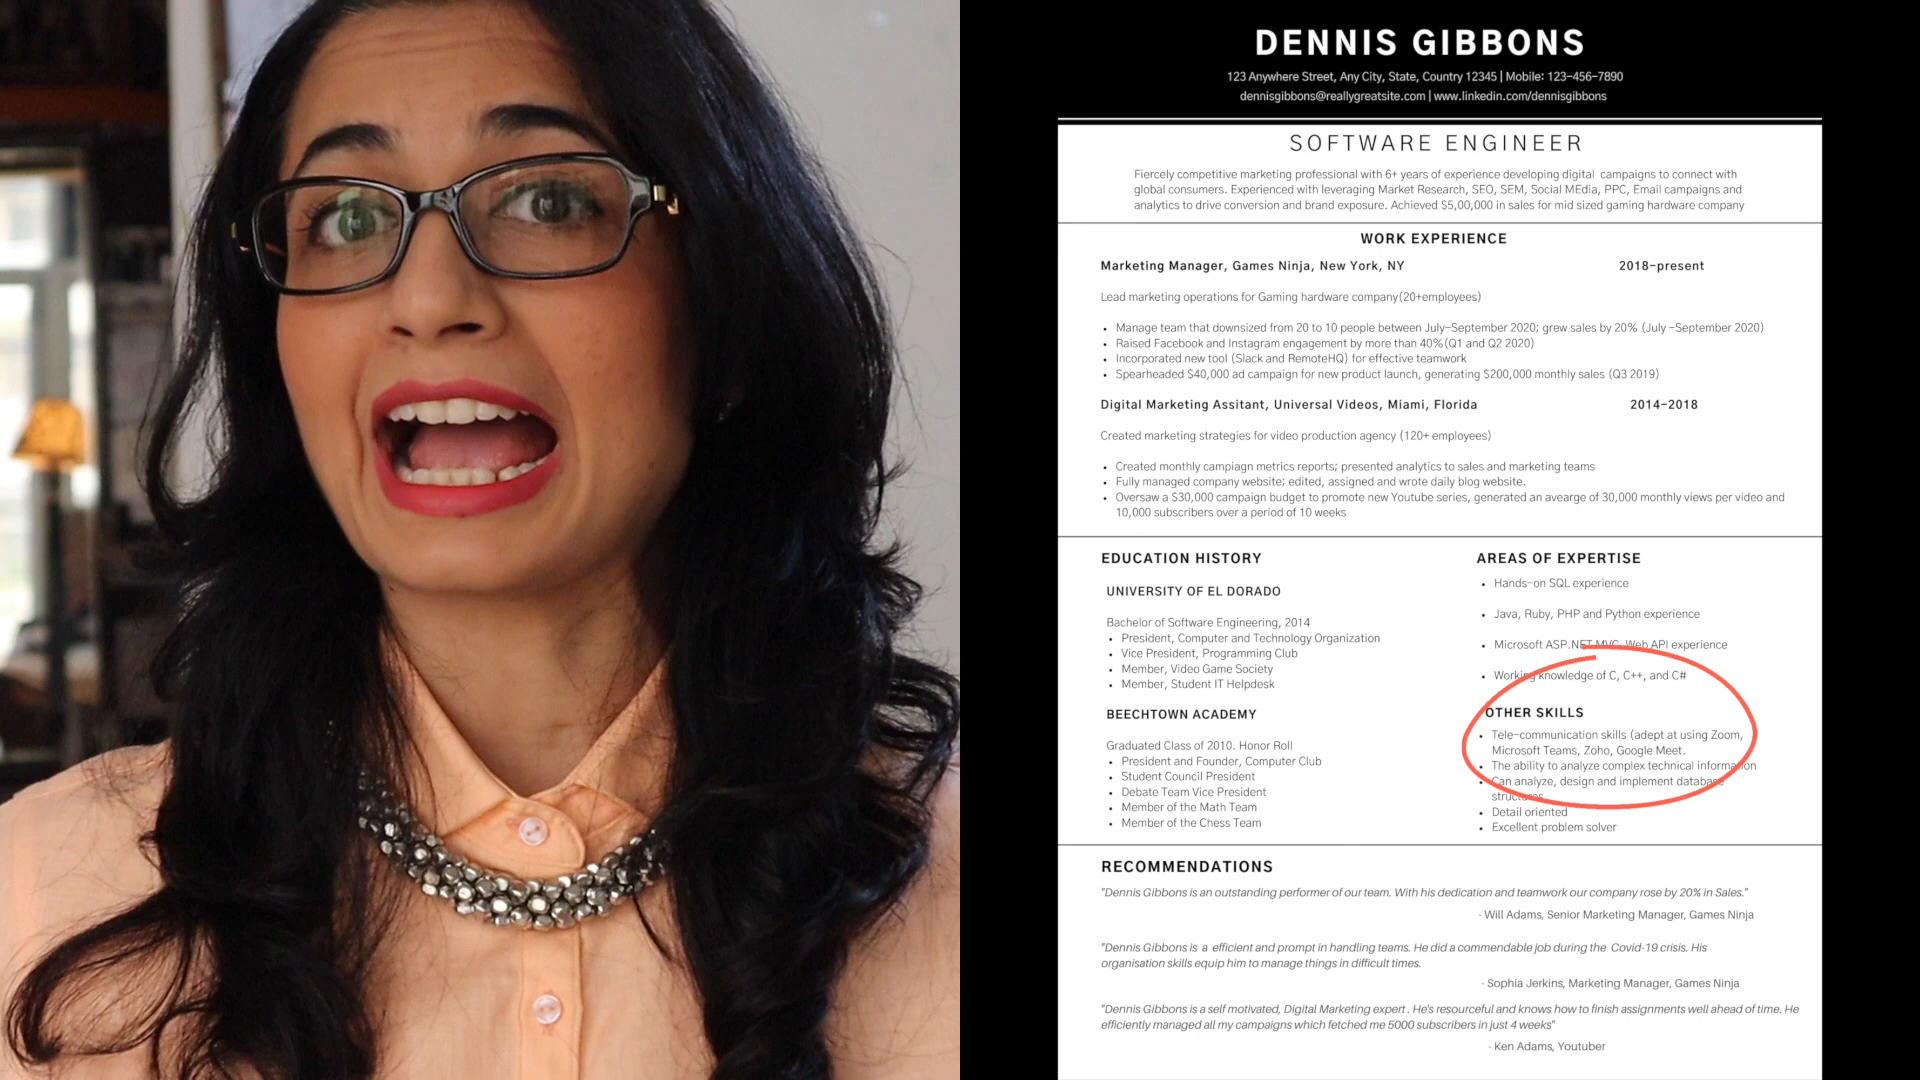 DENNIS GIBBONS
123 Anywhere Street, Any City, State, Country 12345 | Mobile: 123-456-7890
dennisgibbons@reallygreatsite.com | www.linkedin.com/dennisgibbons
SOFTWARE ENGINEER
Fiercely competitive marketing professional with 6+ years of experience developing digital campaigns to connect with
global consumers. Experienced with leveraging Market Research, SEO, SEM, Social MEdia, PPC, Email campaigns and
analytics to drive conversion and brand exposure. Achieved $5,00,000 in sales for mid sized gaming hardware company
WORK EXPERIENCE
Marketing Manager, Games Ninja, New York, NY 2018-present
Lead marketing operations for Gaming hardware company(20+employees)
• Manage team that downsized from 20 to 10 people between July-September 2020; grew sales by 20% (July -September 2020)
• Raised Facebook and Instagram engagement by more than 40%(Q1 and Q2 2020)
• Incorporated new tool (Slack and RemoteHQ) for effective teamwork
• Spearheaded $40,000 ad campaign for new product launch, generating $200,000 monthly sales (Q3 2019)
Digital Marketing Assitant, Universal Videos, Miami, Florida 2014-2018
Created marketing strategies for video production agency (120+ employees)
• Created monthly campiagn metrics reports; presented analytics to sales and marketing teams
• Fully managed company website; edited, assigned and wrote daily blog website.
• Oversaw a $30,000 campaign budget to promote new Youtube series, generated an avearge of 30,000 monthly views per video and
10,000 subscribers over a period of 10 weeks
EDUCATION HISTORY
UNIVERSITY OF EL DORADO
Bachelor of Software Engineering, 2014
• President, Computer and Technology Organization
• Vice President, Programming Club
• Member, Video Game Society
• Member, Student IT Helpdesk
BEECHTOWN ACADEMY
Graduated Class of 2010. Honor Roll
• President and Founder, Computer Club
• Student Council President
• Debate Team Vice President
• Member of the Math Team
• Member of the Chess Team
AREAS OF EXPERTISE
• Hands-on SQL experience
• Java, Ruby, PHP and Python experience
• Microsoft ASP.NET MVC, Web API experience
• Working knowledge of C, C++, and C#
OTHER SKILLS
• Tele-communication skills (adept at using Zoom,
Microsoft Teams, Zoho, Google Meet.
• The ability to analyze complex technical information
• Can analyze, design and implement database
structures
• Detail oriented
• Excellent problem solver
RECOMMENDATIONS
"Dennis Gibbons is an outstanding performer of our team. With his dedication and teamwork our company rose by 20% in Sales."
- Will Adams, Senior Marketing Manager, Games Ninja
"Dennis Gibbons is a efficient and prompt in handling teams. He did a commendable job during the Covid-19 crisis. His
organisation skills equip him to manage things in difficult times.
- Sophia Jerkins, Marketing Manager, Games Ninja
"Dennis Gibbons is a self motivated, Digital Marketing expert . He's resourceful and knows how to finish assignments well ahead of time. He
efficiently managed all my campaigns which fetched me 5000 subscribers in just 4 weeks"
- Ken Adams, Youtuber